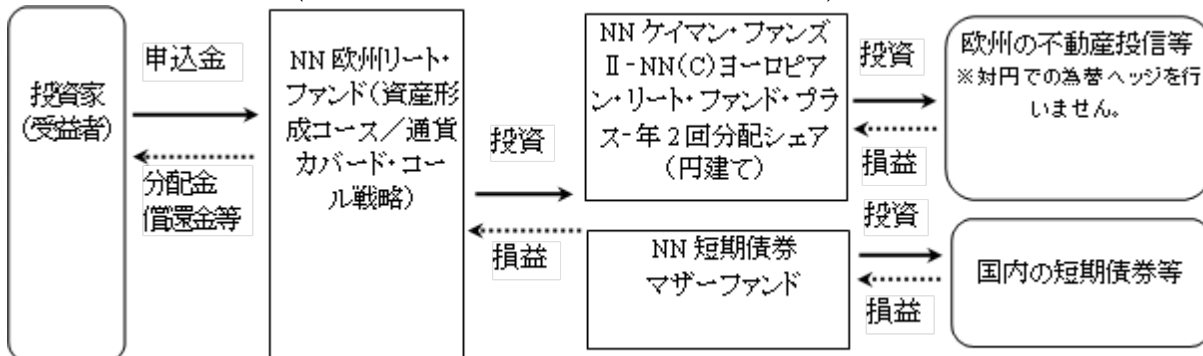 投資家
(受益者)
申込金
分配金
償還金等
NN 欧州リート・
ファンド(資産形
成コース/通貨
カバード・コー
ル戦略)
投資
損益
NN ケイマン・ファンズ
Ⅱ-NN(C)ヨーロピア
ン・リート・ファンド・プラ
ス-年2回分配シェア
(円建て)
NN 短期債券
マザーファンド
投資
損益
投資
損益
欧州の不動産投信等
※対円での為替ヘッジを行
いません。
国内の短期債券等